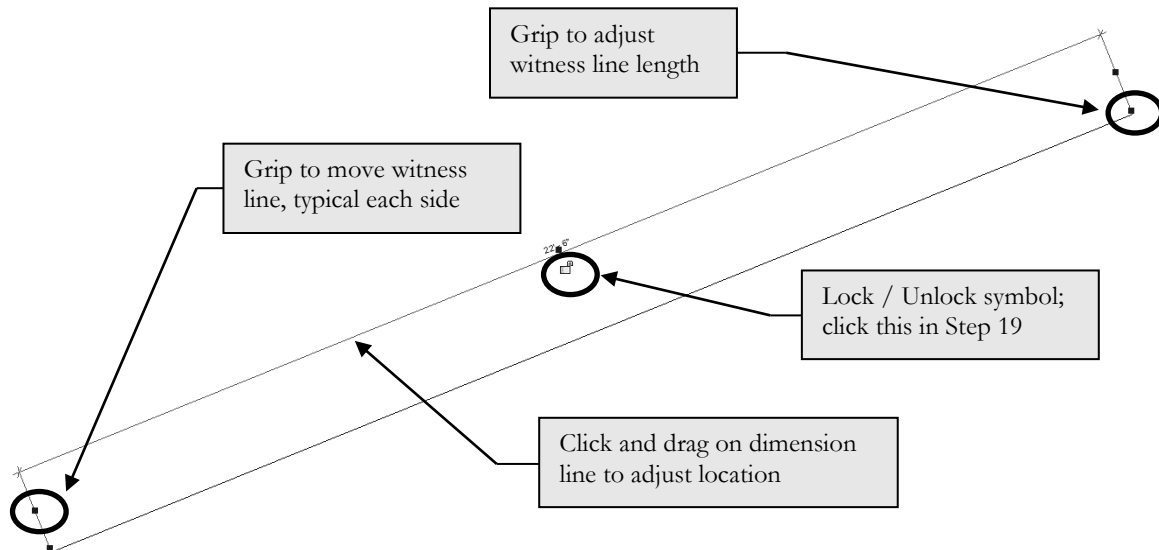 Grip to adjust
witness line length
Grip to move witness
line, typical each side
22' 6"
Lock / Unlock symbol;
click this in Step 19
Click and drag on dimension
line to adjust location